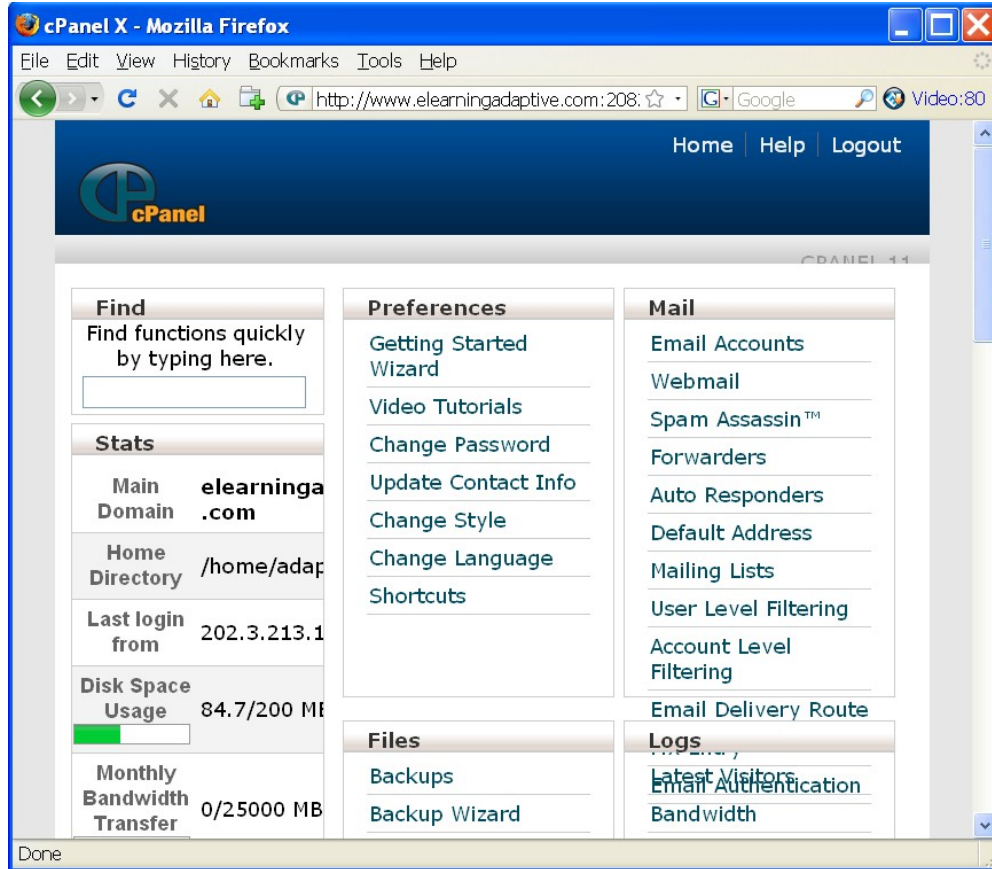 cPanel X - Mozilla Firefox
File Edit View History Bookmarks Tools Help
http://www.elearningadaptive.com:208 G Google Video:80
Home Help Logout
cPanel
CPANEL 11
Find
Find functions quickly
by typing here.
Stats
Main
Domain
elearninga
.com
Home
Directory
/home/adap
Last login
from
202.3.213.1
Disk Space
Usage
84.7/200 MB
Monthly
Bandwidth
Transfer
0/25000 MB
Preferences
Getting Started
Wizard
Video Tutorials
Change Password
Update Contact Info
Change Style
Change Language
Shortcuts
Mail
Email Accounts
Webmail
Spam Assassin™
Forwarders
Auto Responders
Default Address
Mailing Lists
User Level Filtering
Account Level
Filtering
Email Delivery Route
Email Authentication
Files
Backups
Backup Wizard
Logs
Latest Visitors
Bandwidth
Done